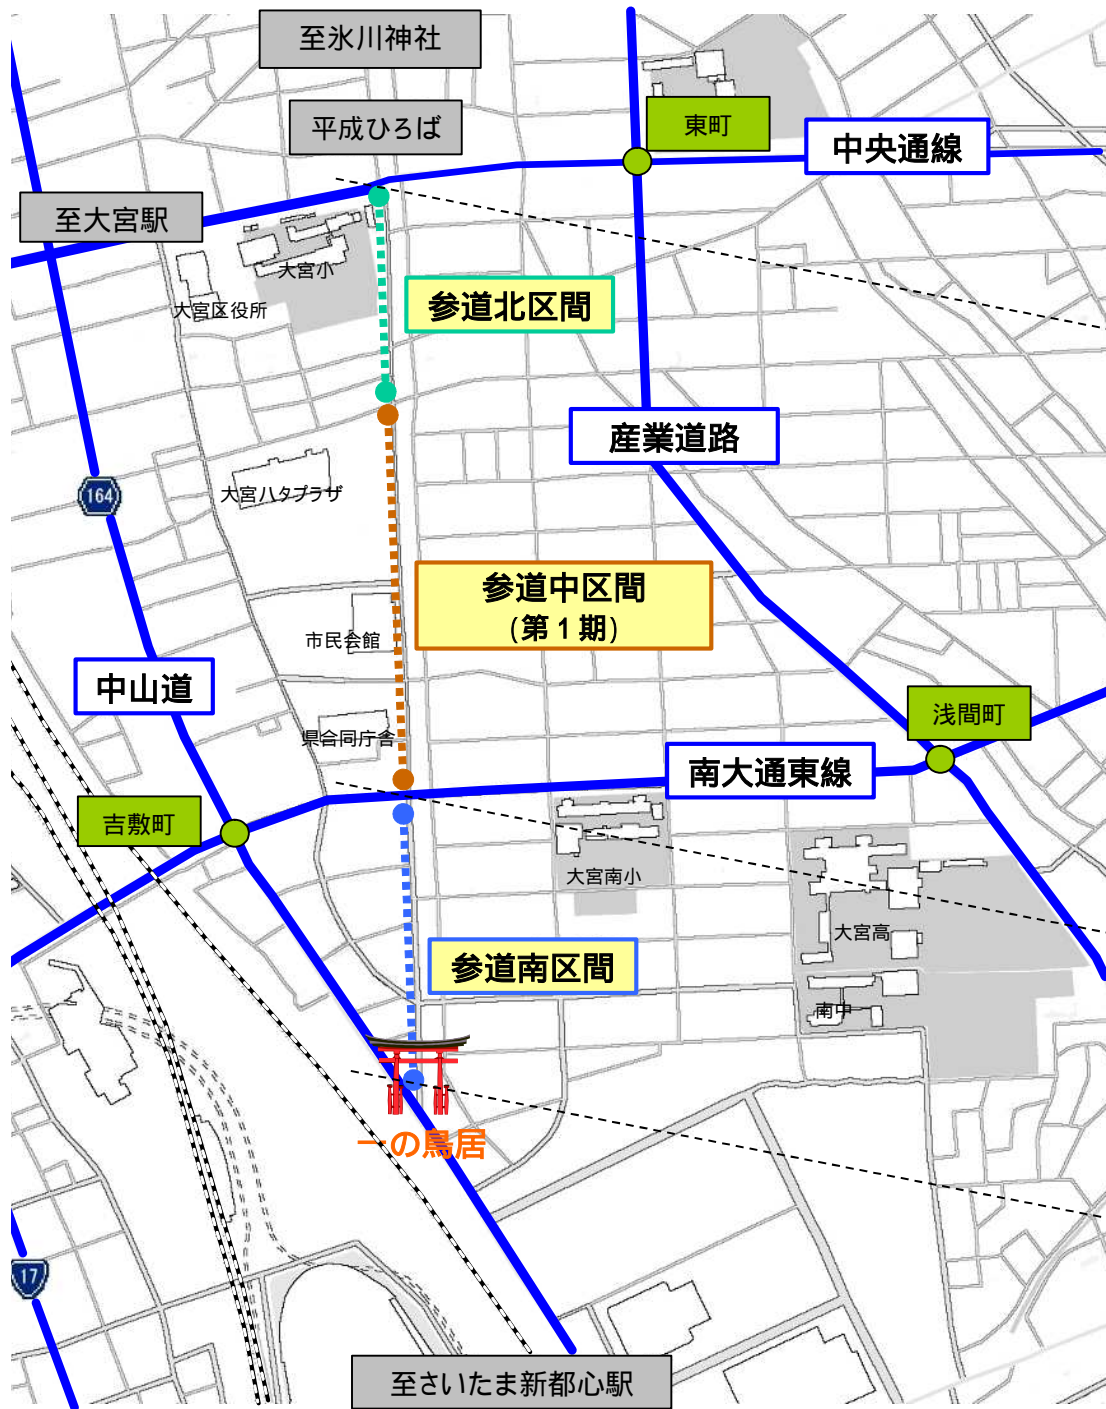 至氷川神社
平成ひろば
東町
中央通線
至大宮駅
大宮小
大宮区役所
参道北区間
産業道路
164
大宮ハタプラザ
参道中区間
(第1期)
市民会館
中山道
浅間町
県合同庁舎
南大通東線
吉敷町
大宮南小
大宮高
参道南区間
南中
一の鳥居
17
至さいたま新都心駅